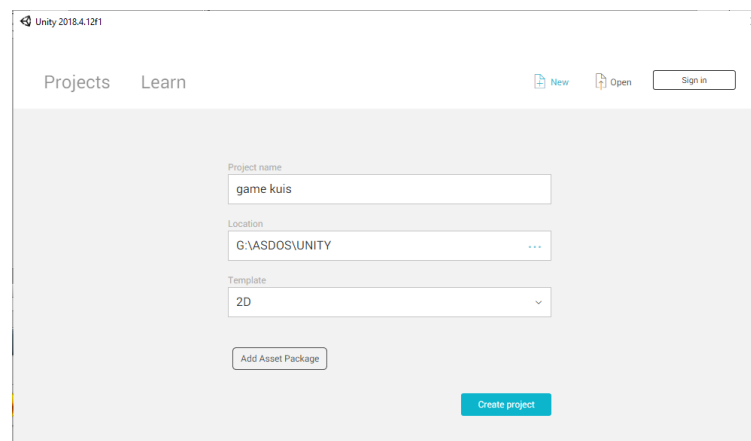 Unity 2018.4.12f1
Projects Learn New Open Sign in
Project name
game kuis
Location
G:\ASDOS\UNITY ...
Template
2D
Add Asset Package
Create project